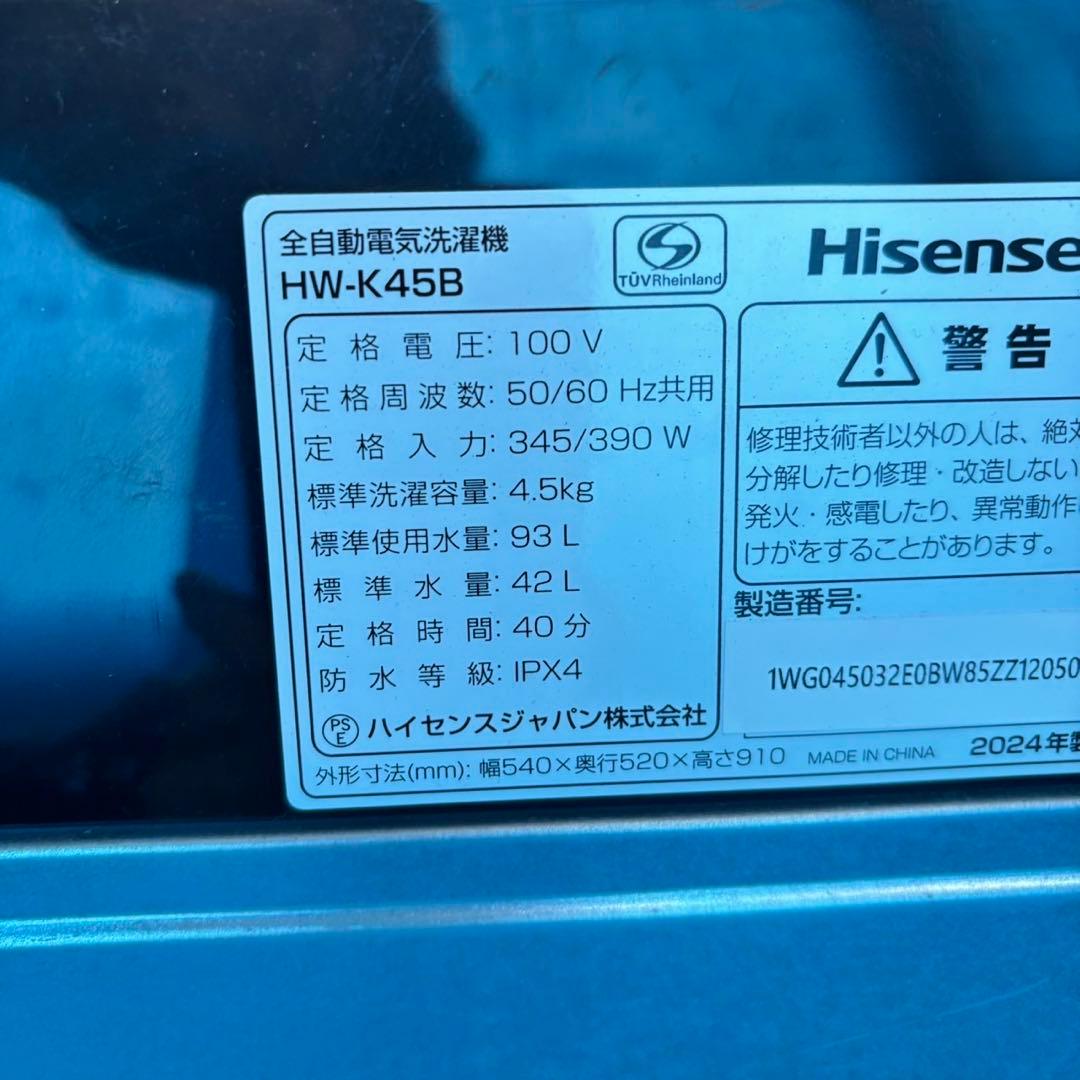 全自動電気洗濯機
HW-K45B
TÜVRheinland
Hisense
定格電圧: 100 V
定格周波数: 50/60 Hz共用
定格入力: 345/390 W
標準洗濯容量: 4.5kg
標準使用水量: 93 L
標準水量: 42 L
定格時間: 40 分
防水等級: IPX4
PSE ハイセンスジャパン株式会社
外形寸法(mm): 幅540×奥行520×高さ910
警告
修理技術者以外の人は、絶対
分解したり修理・改造しない
発火・感電したり、異常動作
けがをすることがあります。
製造番号:
1WG045032E0BW85ZZ12050
MADE IN CHINA
2024年製